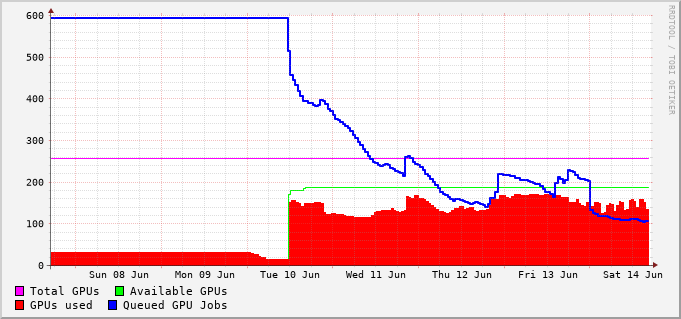 600
500
400
300
200
100
0
Sun 08 Jun Mon 09 Jun Tue 10 Jun Wed 11 Jun Thu 12 Jun Fri 13 Jun Sat 14 Jun
Total GPUs Available GPUs
GPUs used Queued GPU Jobs
RRDTOOL / TOBI OETIKER